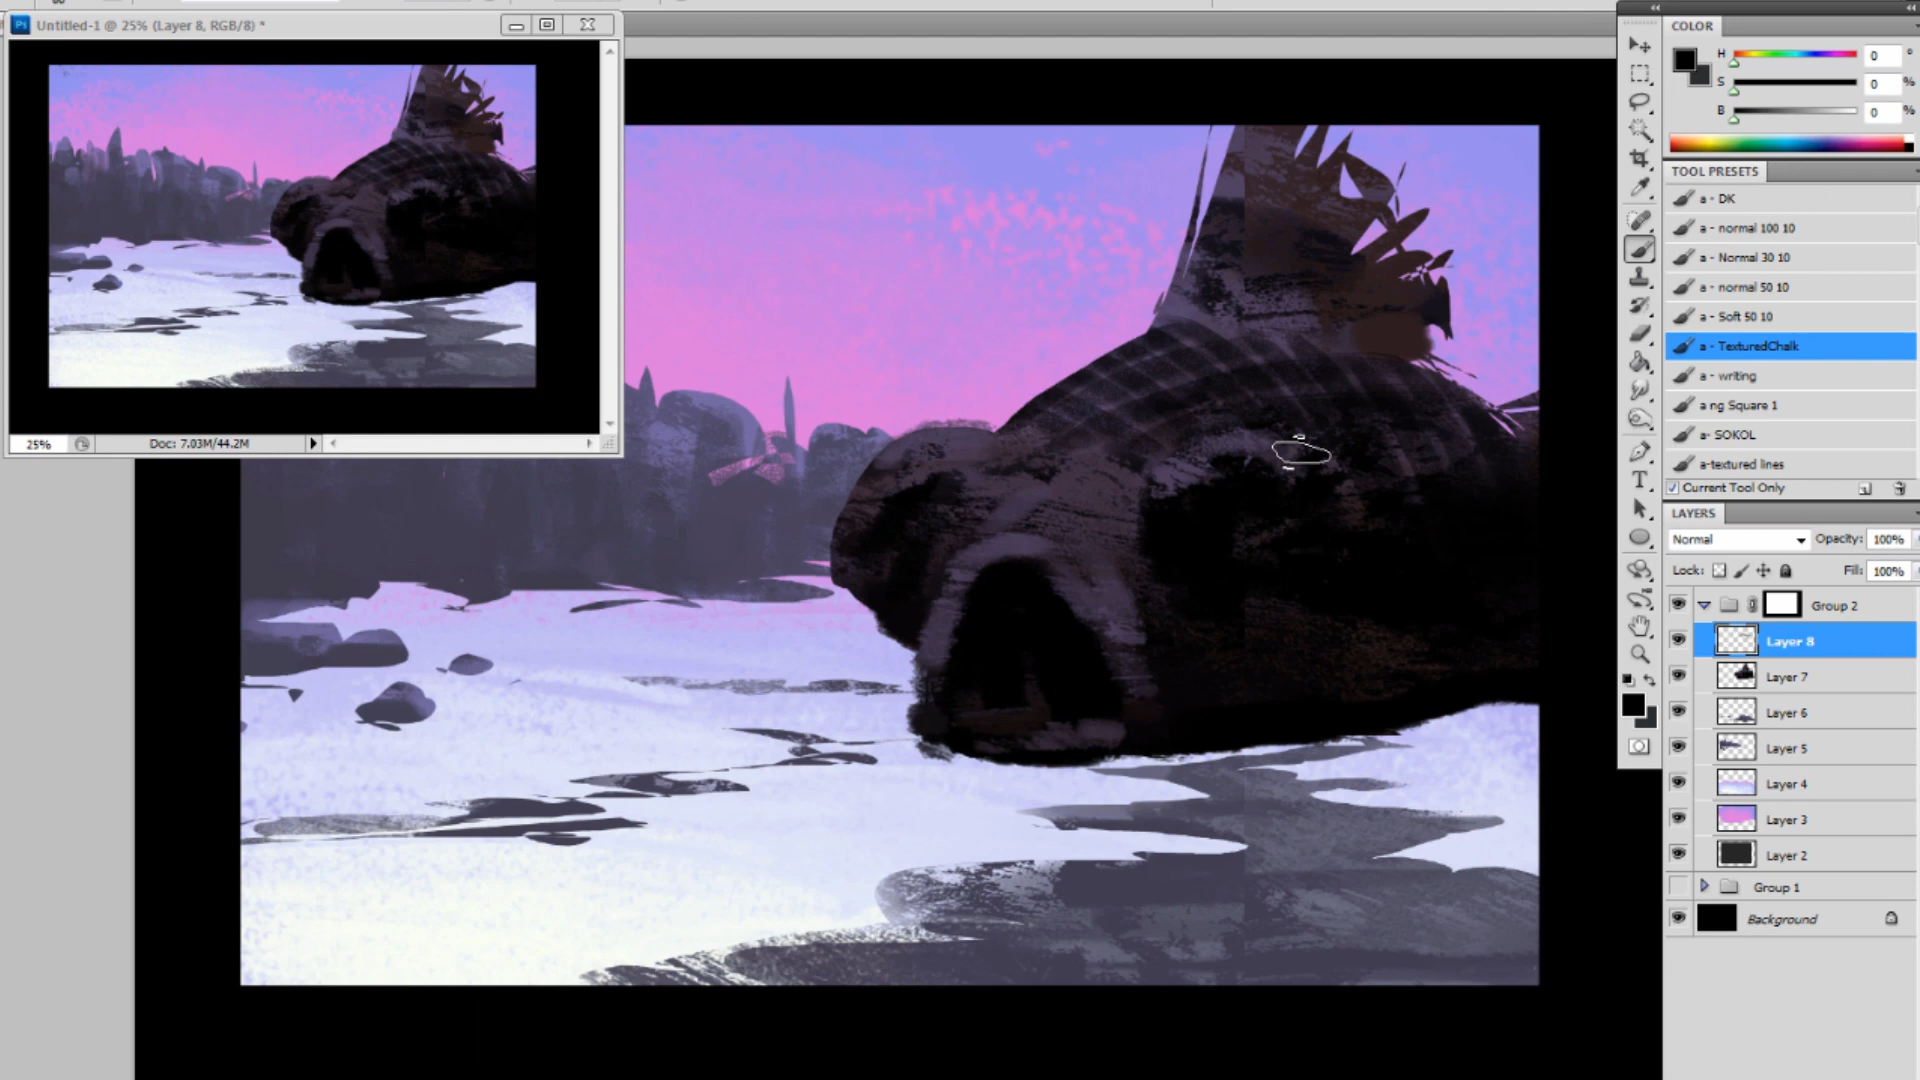 Ps Untitled-1 @ 25% (Layer 8, RGB/8) *
25% Doc: 7.03M/44.2M
COLOR
H 0 °
S 0 %
B 0 %
TOOL PRESETS
a - DK
a - normal 100 10
a - Normal 30 10
a - normal 50 10
a - Soft 50 10
a - TexturedChalk
a - writing
a ng Square 1
a- SOKOL
a-textured lines
Current Tool Only
LAYERS
Normal Opacity: 100%
Lock: Fill: 100%
Group 2
Layer 8
Layer 7
Layer 6
Layer 5
Layer 4
Layer 3
Layer 2
Group 1
Background